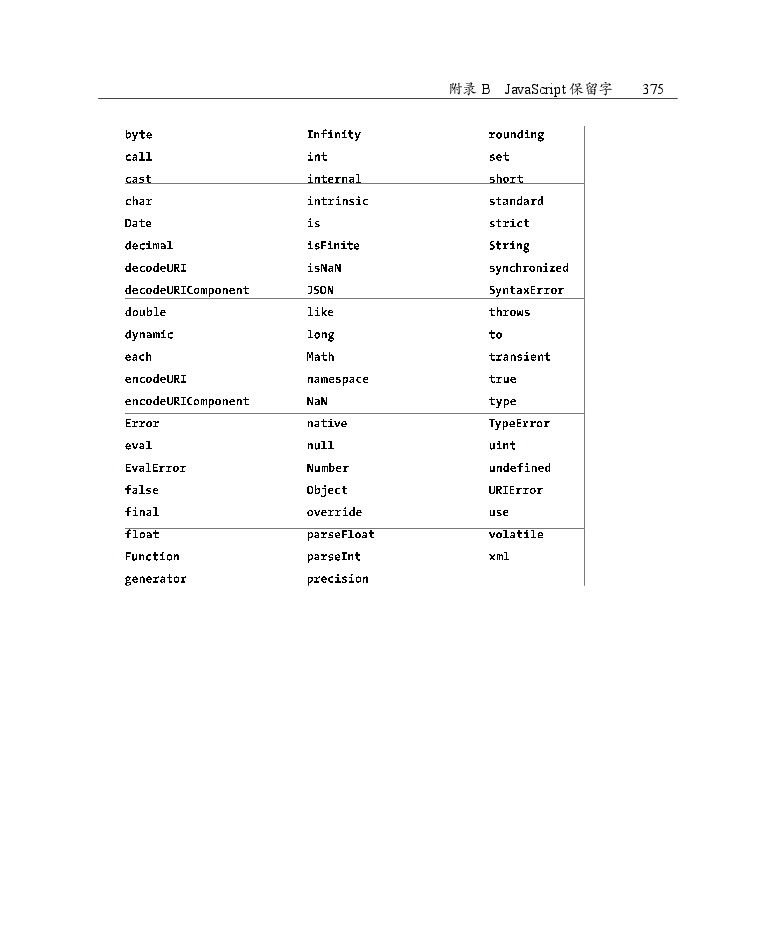 附录 B JavaScript 保留字 375
byte Infinity rounding
call int set
cast internal short
char intrinsic standard
Date is strict
decimal isFinite String
decodeURI isNaN synchronized
decodeURIComponent JSON SyntaxError
double like throws
dynamic long to
each Math transient
encodeURI namespace true
encodeURIComponent NaN type
Error native TypeError
eval null uint
EvalError Number undefined
false Object URIError
final override use
float parseFloat volatile
Function parseInt xml
generator precision